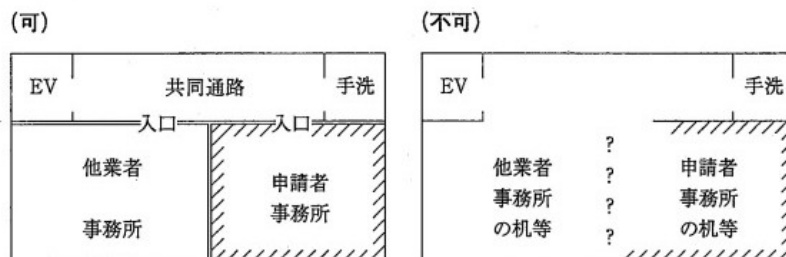 (可)
EV
共同通路
手洗
入口
入口
他業者
事務所
申請者
事務所
(不可)
EV
手洗
他業者
事務所
の机等
?
?
?
?
申請者
事務所
の机等